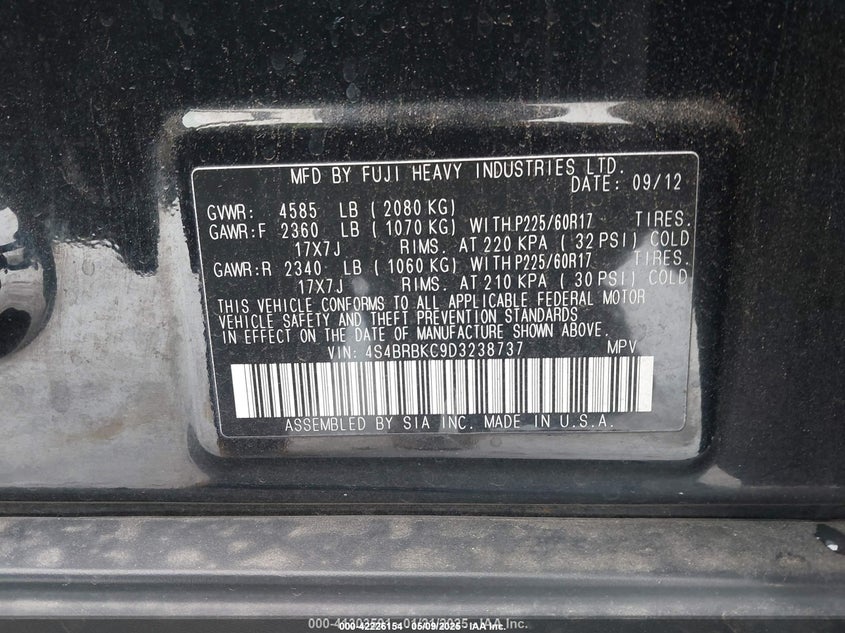 MFD BY FUJI HEAVY INDUSTRIES LTD.
DATE: 09/12
GVWR: 4585 LB ( 2080 KG)
GAWR:F 2360 LB ( 1070 KG) WITH P225/60R17 TIRES.
17X7J RIMS. AT 220 KPA ( 32 PSI) COLD
GAWR:R 2340 LB ( 1060 KG) WITH P225/60R17 TIRES.
17X7J RIMS. AT 210 KPA ( 30 PSI) COLD
THIS VEHICLE CONFORMS TO ALL APPLICABLE FEDERAL MOTOR
VEHICLE SAFETY AND THEFT PREVENTION STANDARDS
IN EFFECT ON THE DATE OF MANUFACTURE SHOWN ABOVE.
VIN: 4S4BRBKC9D3238737 MPV
ASSEMBLED BY SIA INC. MADE IN U.S.A.
000-42226154 06/09/2025 IAA Inc.